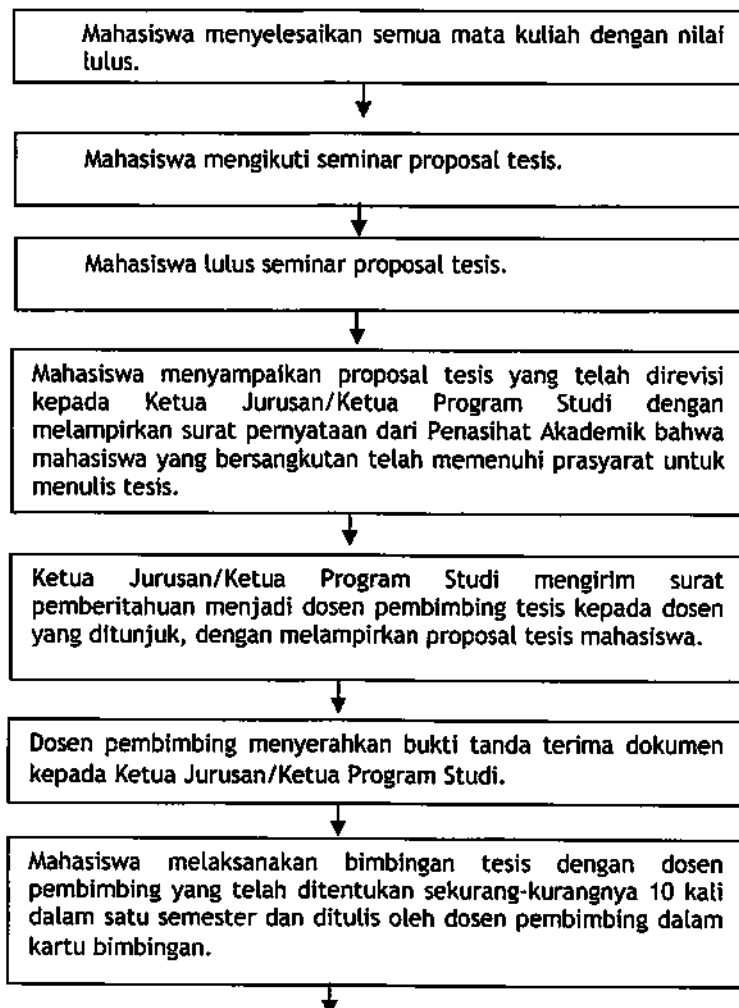 Mahasiswa menyelesaikan semua mata kuliah dengan nilai
lulus.
Mahasiswa mengikuti seminar proposal tesis.
Mahasiswa lulus seminar proposal tesis.
Mahasiswa menyampaikan proposal tesis yang telah direvisi
kepada Ketua Jurusan/Ketua Program Studi dengan
melampirkan surat pernyataan dari Penasihat Akademik bahwa
mahasiswa yang bersangkutan telah memenuhi prasyarat untuk
menulis tesis.
Ketua Jurusan/Ketua Program Studi mengirim surat
pemberitahuan menjadi dosen pembimbing tesis kepada dosen
yang ditunjuk, dengan melampirkan proposal tesis mahasiswa.
Dosen pembimbing menyerahkan bukti tanda terima dokumen
kepada Ketua Jurusan/Ketua Program Studi.
Mahasiswa melaksanakan bimbingan tesis dengan dosen
pembimbing yang telah ditentukan sekurang-kurangnya 10 kali
dalam satu semester dan ditulis oleh dosen pembimbing dalam
kartu bimbingan.